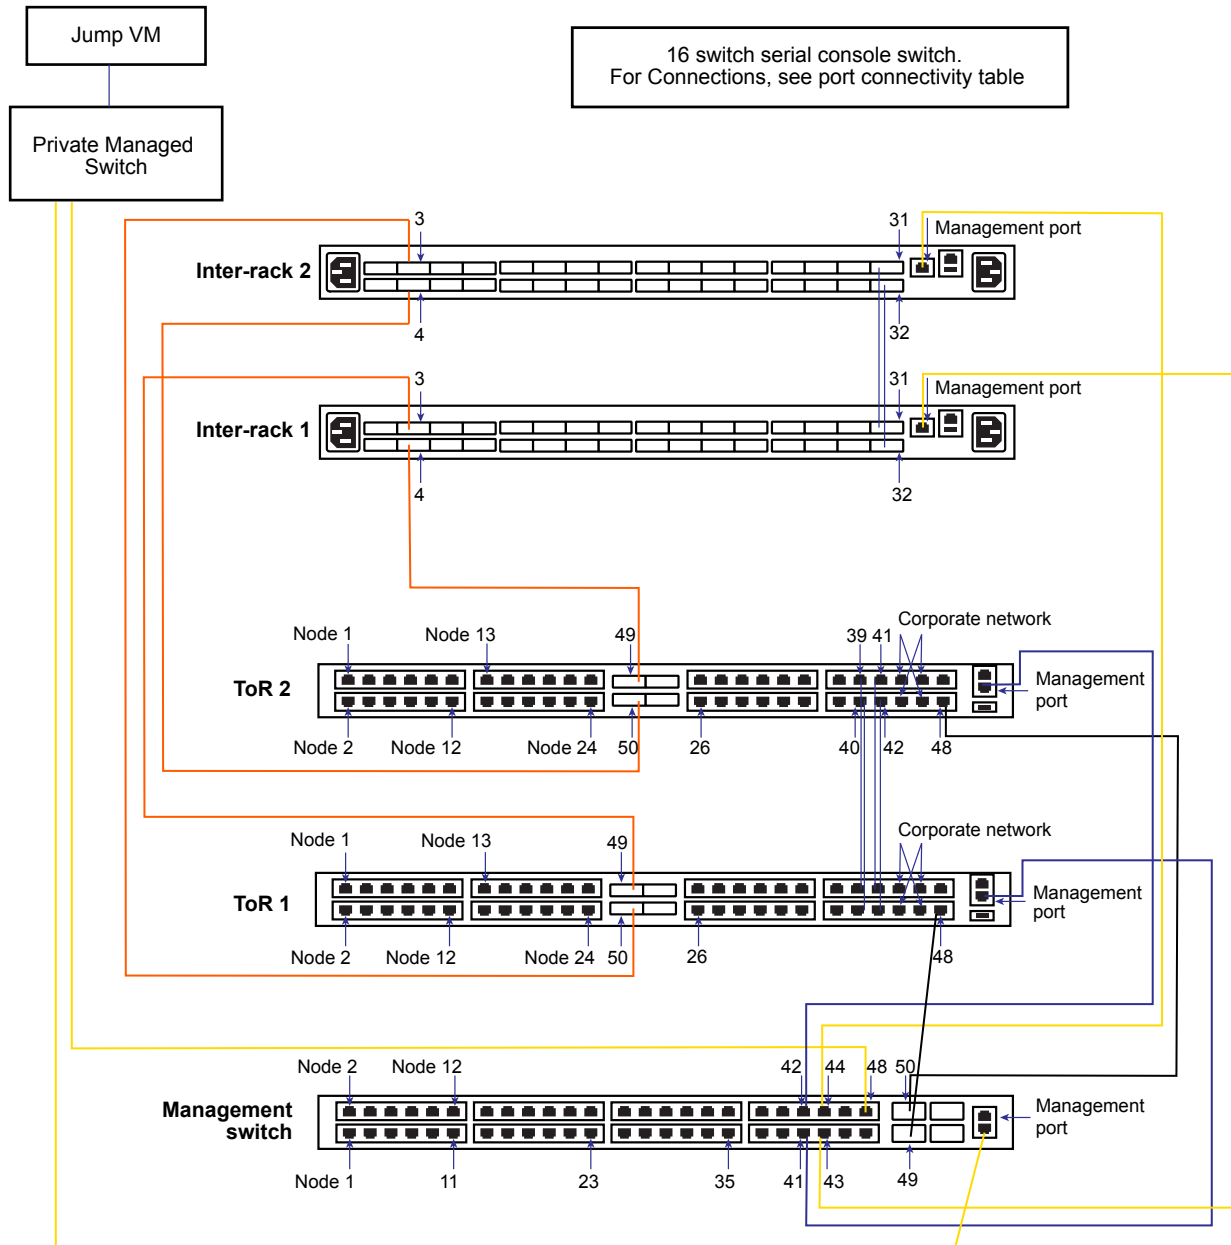 Jump VM
16 switch serial console switch.
For Connections, see port connectivity table
Private Managed
Switch
3
31
Management port
Inter-rack 2
4
32
3
31
Management port
Inter-rack 1
4
32
Node 1
Node 13
49
39
41
Corporate network
ToR 2
Management
port
Node 2
Node 12
Node 24
50
26
40
42
48
Node 1
Node 13
49
Corporate network
ToR 1
Management
port
Node 2
Node 12
Node 24
50
26
48
Node 2
Node 12
42
44
48
50
Management
switch
Management
port
Node 1
11
23
35
41
43
49